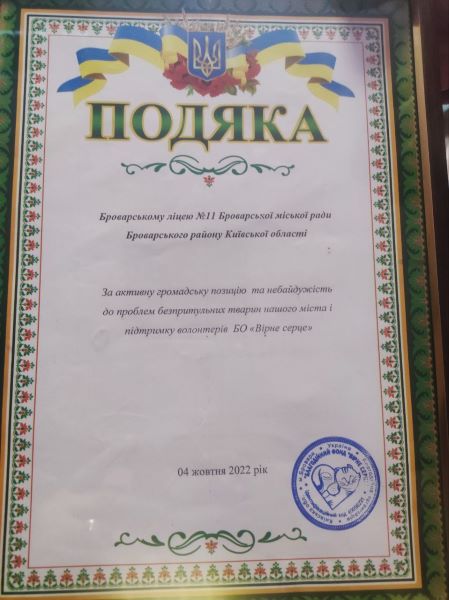 ПОДЯКА
Броварському ліцею №11 Броварської міської ради
Броварського району Київської області
За активну громадську позицію та небайдужість
до проблем безпритульних тварин нашого міста і
підтримку волонтерів БО «Вірне серце»
04 жовтня 2022 рік
Україна